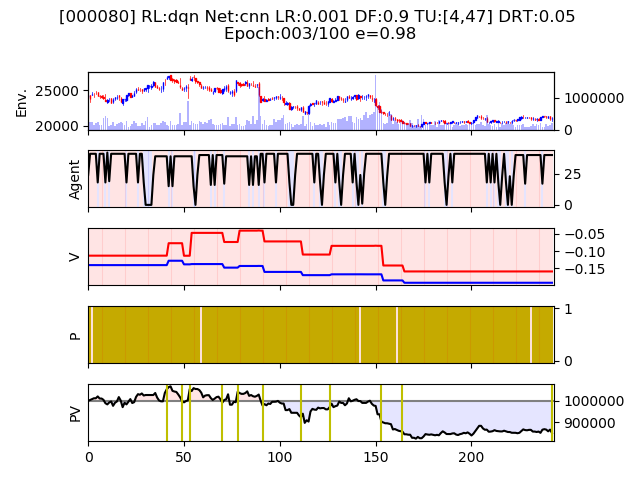 [000080] RL:dqn Net:cnn LR:0.001 DF:0.9 TU:[4,47] DRT:0.05
Epoch:003/100 e=0.98
Env.
25000
20000
1000000
0
Agent
25
0
V
−0.05
−0.10
−0.15
P
1
0
PV
1000000
900000
0
50
100
150
200